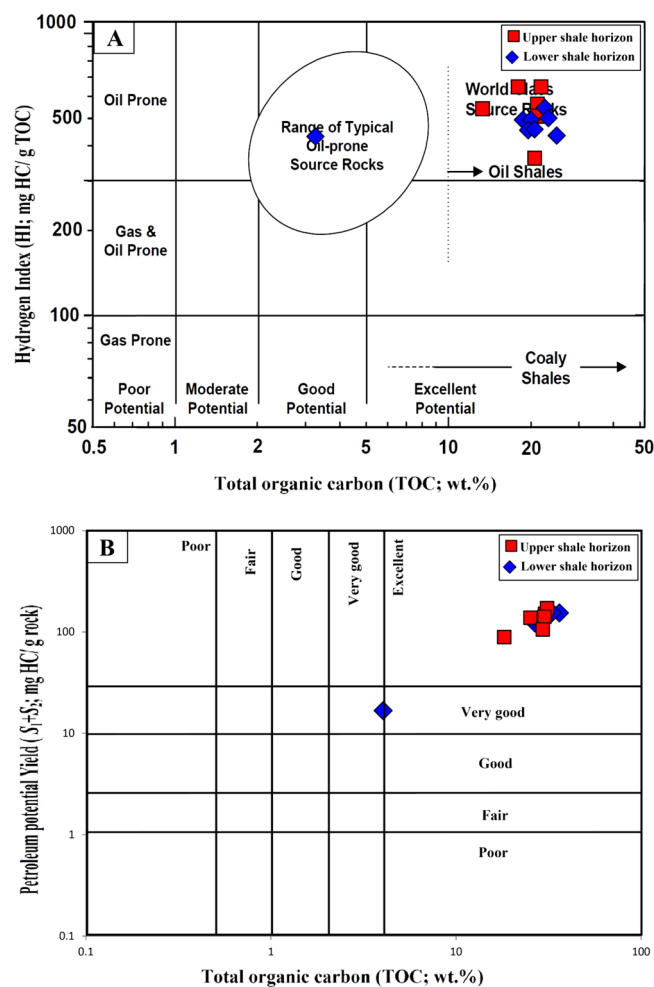 A
Upper shale horizon
Lower shale horizon
1000
500
300
200
100
50
0.5
1
2
5
10
20
50
Oil Prone
Gas &
Oil Prone
Gas Prone
Range of Typical
Oil-prone
Source Rocks
Source Rocks
Oil Shales
Coaly
Shales
Poor
Potential
Moderate
Potential
Good
Potential
Excellent
Potential
Hydrogen Index (HI; mg HC/ g TOC)
Total organic carbon (TOC; wt.%)
B
Upper shale horizon
Lower shale horizon
Poor
Fair
Good
Very good
Excellent
Very good
Good
Fair
Poor
1000
100
10
1
0.1
0.1
1
10
100
Petroleum potential Yield ( S₁+S₂; mg HC/ g rock)
Total organic carbon (TOC; wt.%)